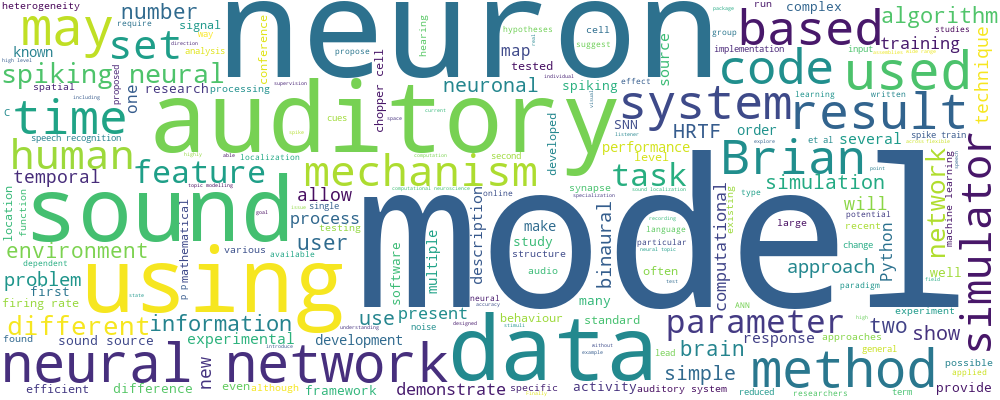 heterogeneity
may
number
signal
require
way
set
known
conference
analysis
direction
high level
spiking
neural
including
research
processing
spatial
proposed
one
neuron
hearing
hypotheses
cell
package
run
complex
propose
real
suggest
group
implementation
studies
map
tested
source
based
algorithm
input
training
technique
neuronal
spiking
effect
individual
visual
learning
written
code
used
C
time
speech recognition
cues
supervision
chopper cell
auditory
current
space
developed
system
result
SNN
HRTF
order
et al
several
spike train
performance
level
listener
explore
human
feature
temporal
highly
able
localization
topic modelling
mechanism
computation
second
computational neuroscience
online
specialization
synapse
sound localization
task
Brian
existing
type
simulation
will
point
network
machine learning
speech
simulator
location
function
sound
mathematical
allow
goal
issue
single
process
testing
user
description
make
study
structure
audio
binaural
recording
language
particular
neural topic
test
often
computational
large
model
change
paradigm
potential
recent
Python
field
well
environment
dependent
various
available
problem
first
firing rate
state
using
software
multiple
many
approach
ANN
high
experiment
different
information
use
present
noise
behaviour
standard
neural
accuracy
designed
stimuli
without
example
parameter
two
show
found
sound source
experimental
development
understanding
introduce
data
brain
response
approaches
general
possible
applied
neural network
new
lead
simple
method
efficient
difference
even
although
framework
demonstrate
specific
activity
auditory system
reduced
researchers
term
provide